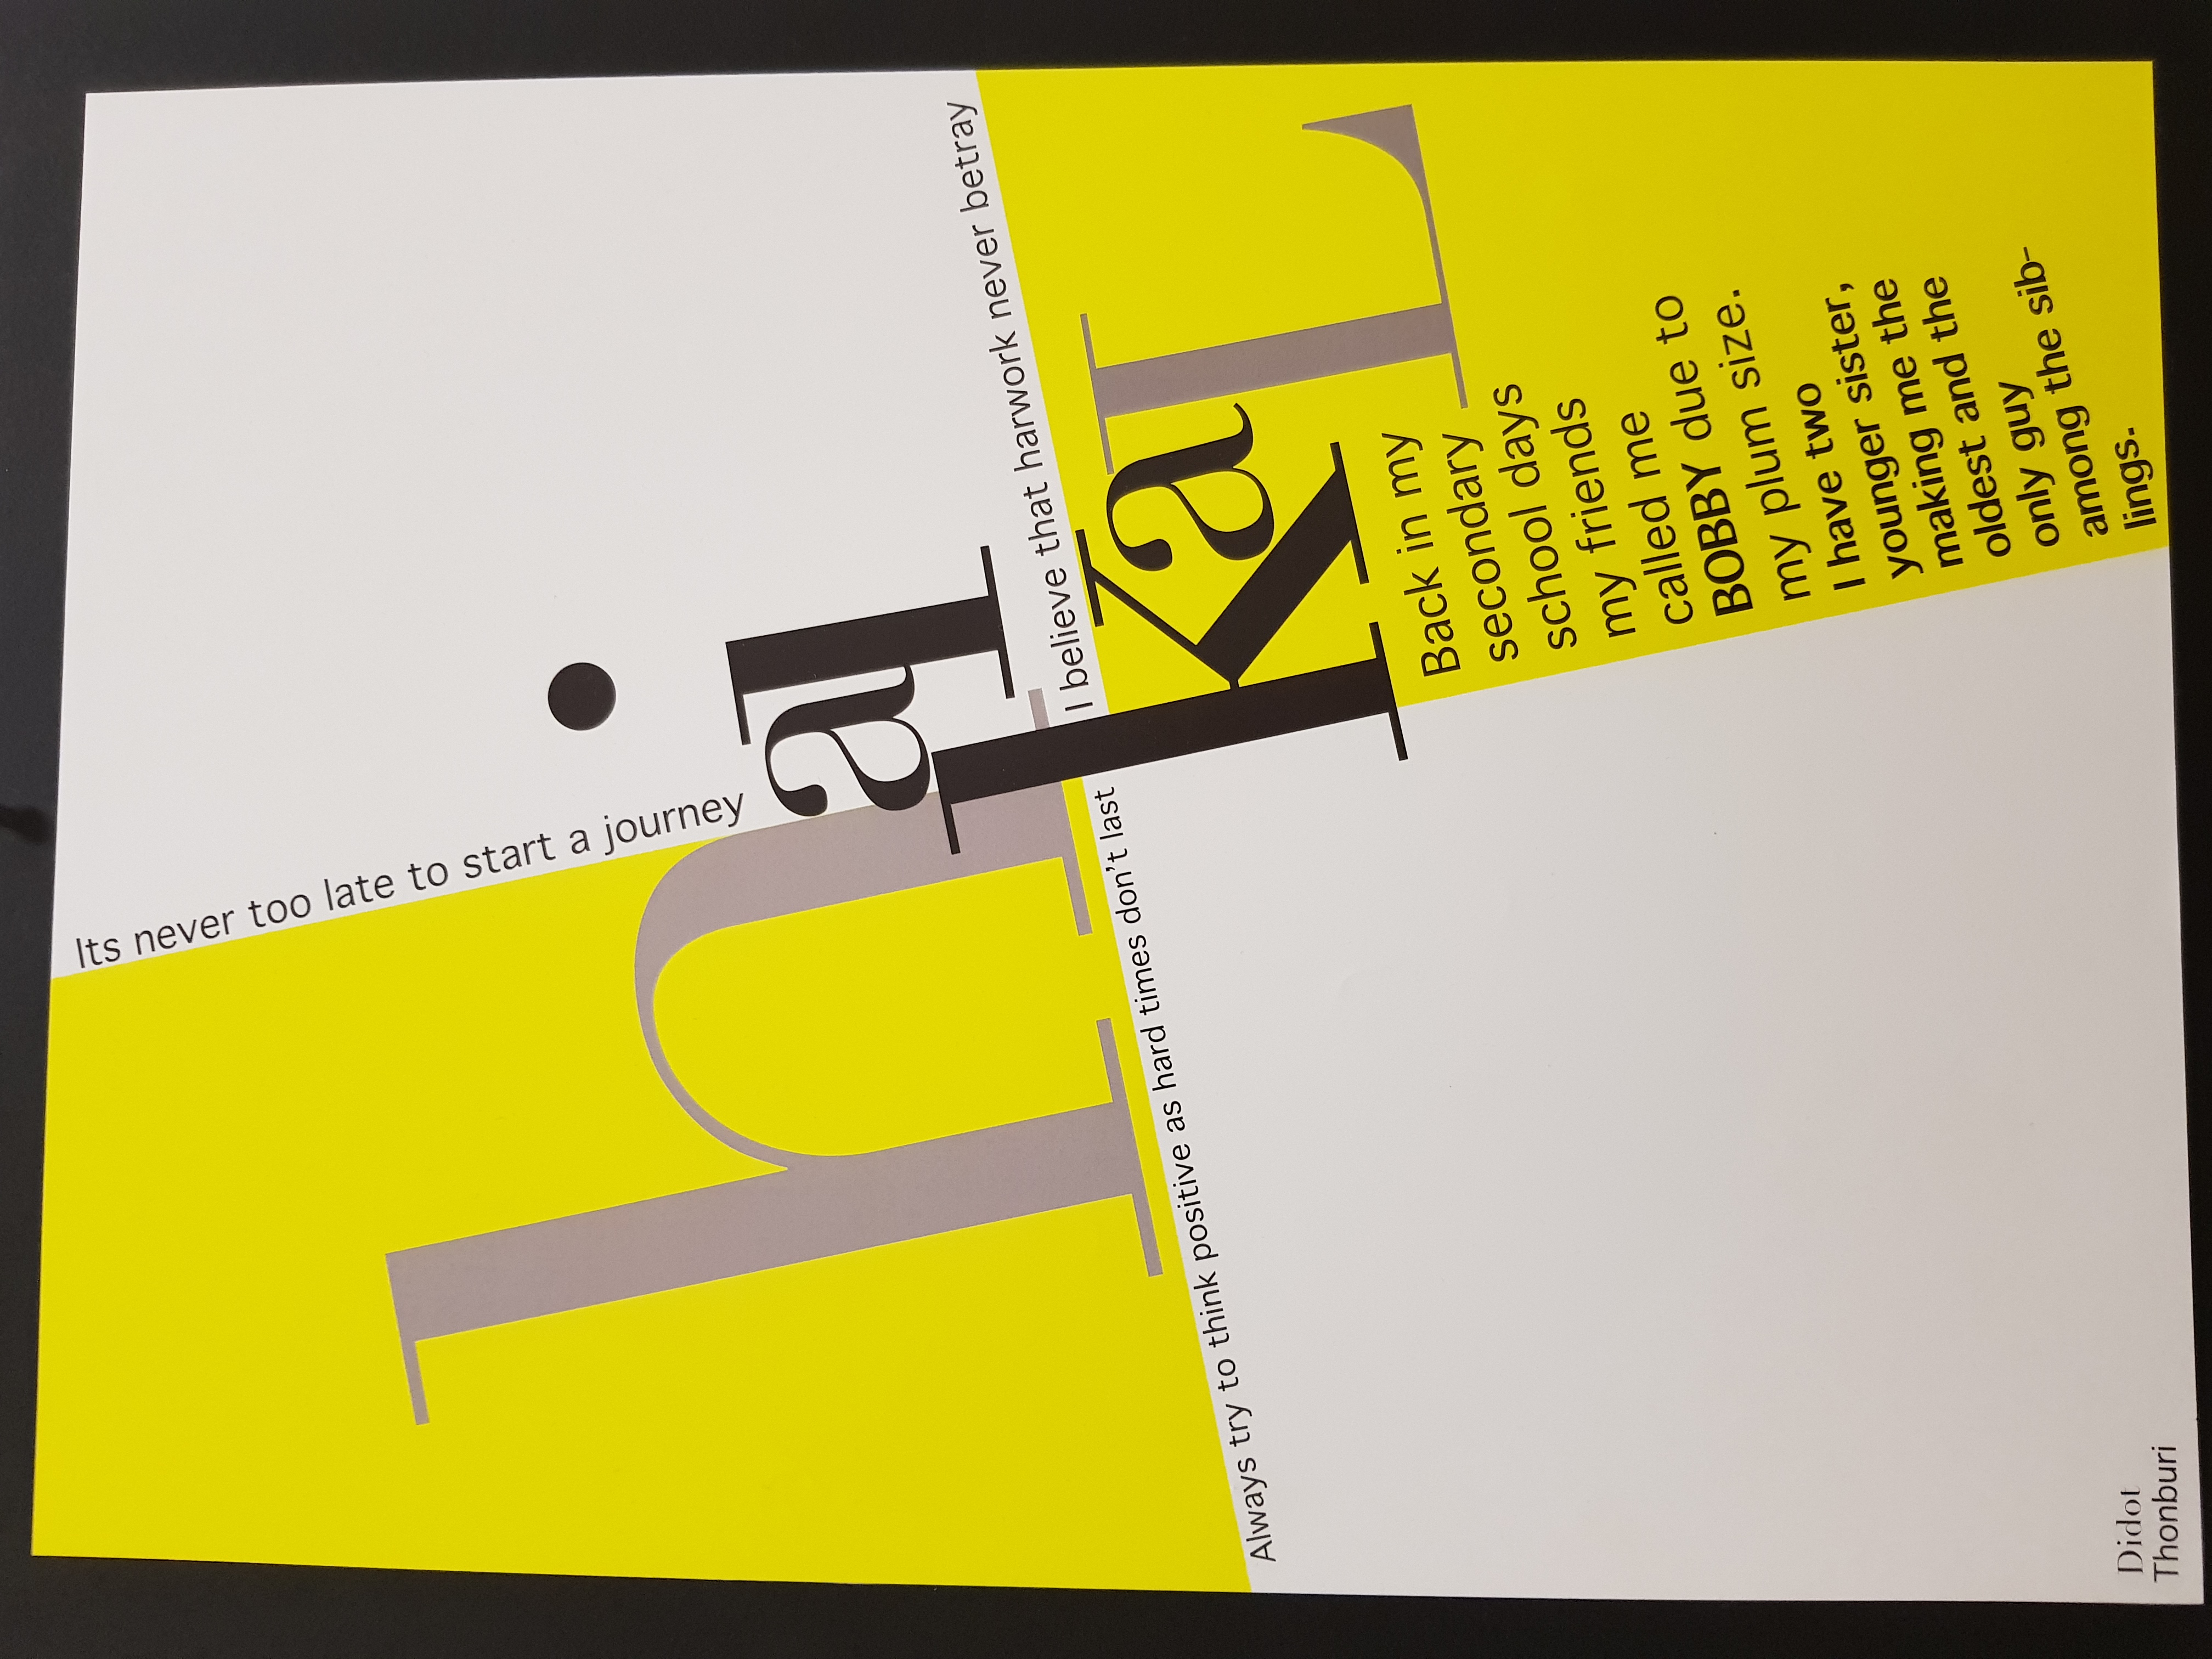 Its never too late to start a journey
hai
kaL
I believe that harwork never betray
Always try to think positive as hard times don't last
Back in my
secondary
school days
my friends
called me
BOBBY due to
my plum size.
I have two
younger sister,
making me the
oldest and the
only guy
among the sib-
lings.
Didot
Thonburi